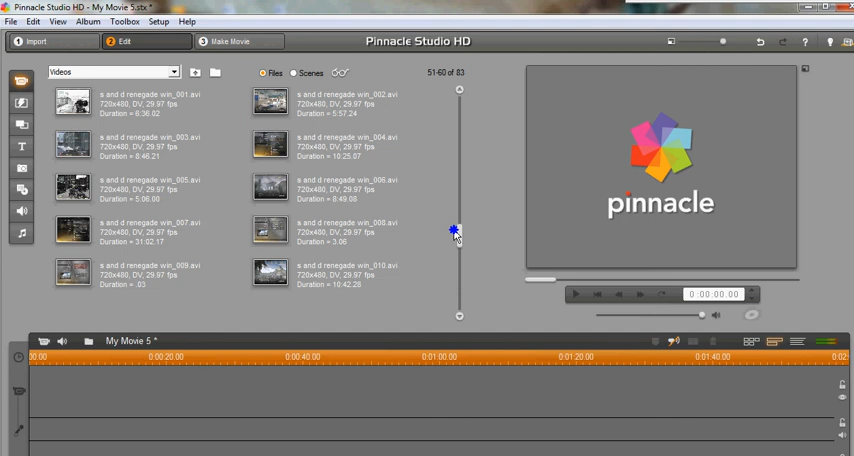 Pinnacle Studio HD - My Movie 5.stx *
File Edit View Album Toolbox Setup Help
1 Import 2 Edit 3 Make Movie Pinnacle Studio HD
Videos Files Scenes 51-60 of 83
s and d renegade win_001.avi
720x480, DV, 29.97 fps
Duration = 6:36.02
s and d renegade win_002.avi
720x480, DV, 29.97 fps
Duration = 5:57.24
s and d renegade win_003.avi
720x480, DV, 29.97 fps
Duration = 8:46.21
s and d renegade win_004.avi
720x480, DV, 29.97 fps
Duration = 10:25.07
s and d renegade win_005.avi
720x480, DV, 29.97 fps
Duration = 5:06.00
s and d renegade win_006.avi
720x480, DV, 29.97 fps
Duration = 8:49.08
s and d renegade win_007.avi
720x480, DV, 29.97 fps
Duration = 31:02.17
s and d renegade win_008.avi
720x480, DV, 29.97 fps
Duration = 3.06
s and d renegade win_009.avi
720x480, DV, 29.97 fps
Duration = .03
s and d renegade win_010.avi
720x480, DV, 29.97 fps
Duration = 10:42.28
pinnacle
0:00:00.00
My Movie 5 *
00.00 0:00:20.00 0:00:40.00 0:01:00.00 0:01:20.00 0:01:40.00 0:02: